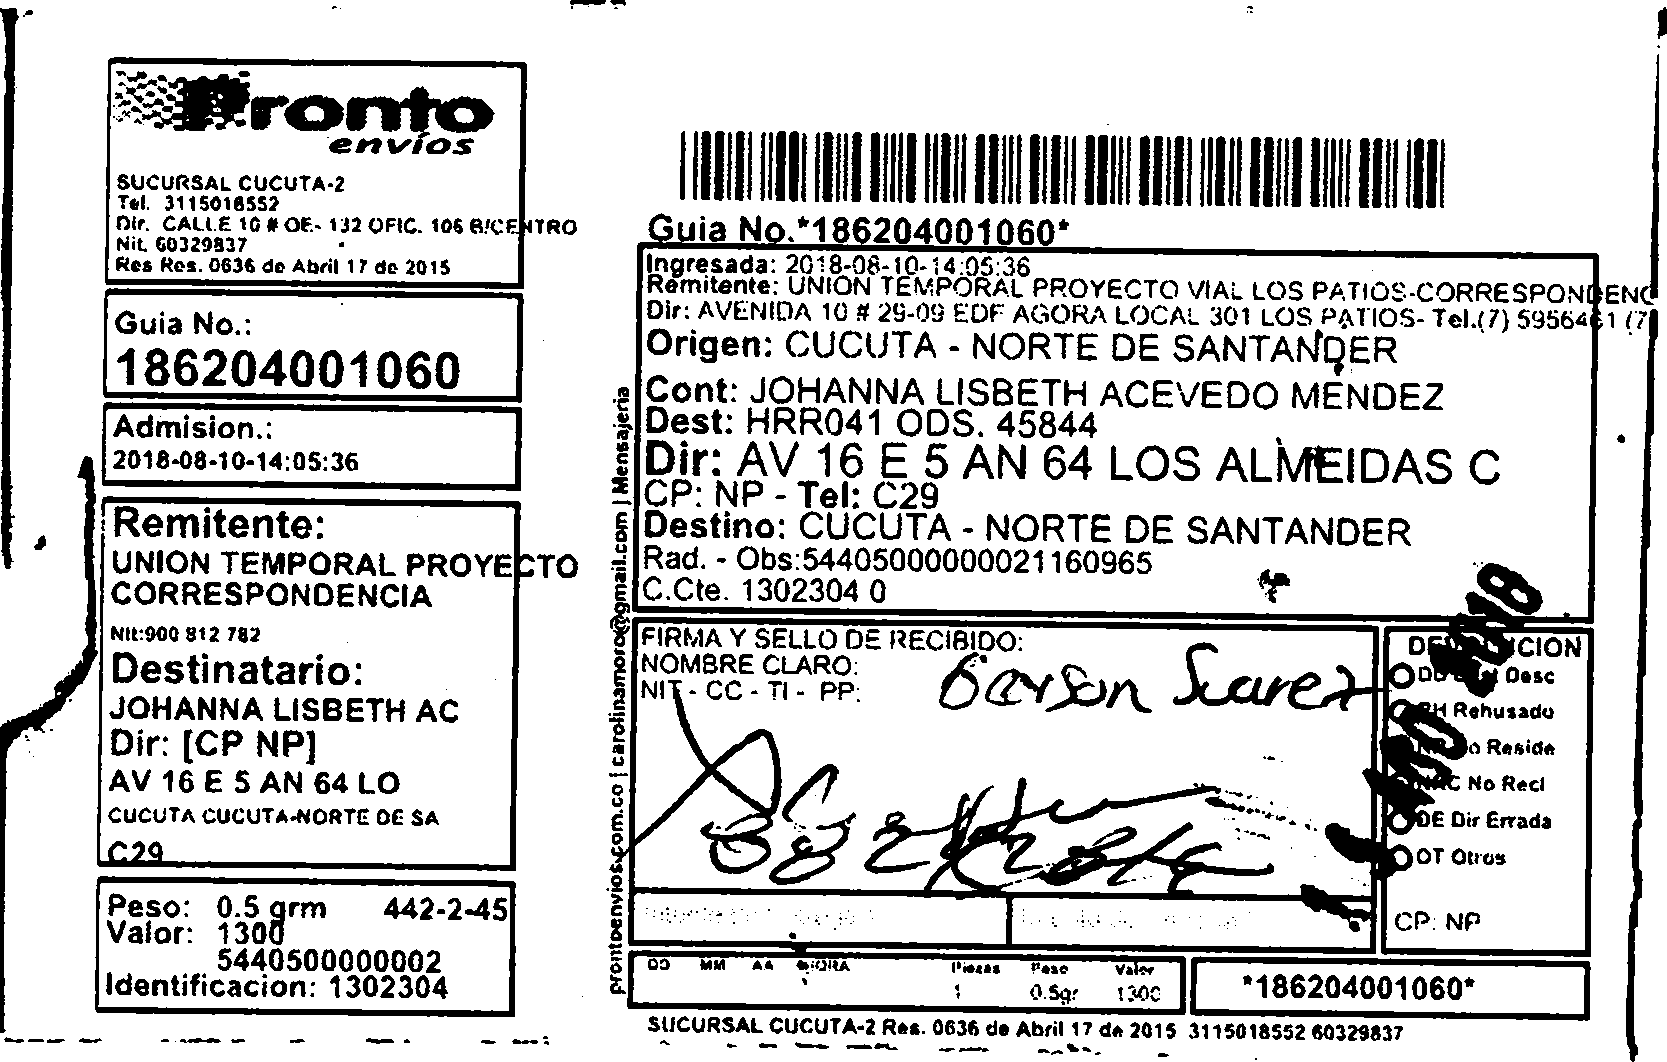 Pronto
envíos
SUCURSAL CUCUTA-2
Tel. 3115018552
Dir. CALLE 10 # OE- 132 OFIC. 106 B/CENTRO
Nit. 60329837
Res Res. 0636 de Abril 17 de 2015
Guia No.:
186204001060
Admision.:
2018-08-10-14:05:36
Remitente:
UNION TEMPORAL PROYECTO
CORRESPONDENCIA
Nit:900 812 782
Destinatario:
JOHANNA LISBETH AC
Dir: [CP NP]
AV 16 E 5 AN 64 LO
CUCUTA CUCUTA-NORTE DE SA
C29
Peso: 0.5 grm 442-2-45
Valor: 1300
5440500000002
Identificacion: 1302304
prontoenvios.com.co | carolinamoro@gmail.com | Mensajeria
Guia No.*186204001060*
Ingresada: 2018-08-10-14:05:36
Remitente: UNION TEMPORAL PROYECTO VIAL LOS PATIOS-CORRESPONDENC
Dir: AVENIDA 10 # 29-09 EDF AGORA LOCAL 301 LOS PATIOS- Tel.(7) 5956461 (7
Origen: CUCUTA - NORTE DE SANTANDER
Cont: JOHANNA LISBETH ACEVEDO MENDEZ
Dest: HRR041 ODS. 45844
Dir: AV 16 E 5 AN 64 LOS ALMEIDAS C
CP: NP - Tel: C29
Destino: CUCUTA - NORTE DE SANTANDER
Rad. - Obs:54405000000021160965
C.Cte. 1302304 0
FIRMA Y SELLO DE RECIBIDO:
NOMBRE CLARO:
NIT - CC - TI - PP:
Gerson Suarez
2018
Desc
Rehusado
Reside
No Recl
DE Dir Errada
OT Otros
CP: NP
DD MM AA HORA Piezas Peso Valor
1 0.5gr 1300
*186204001060*
SUCURSAL CUCUTA-2 Res. 0636 de Abril 17 de 2015 3115018552 60329837